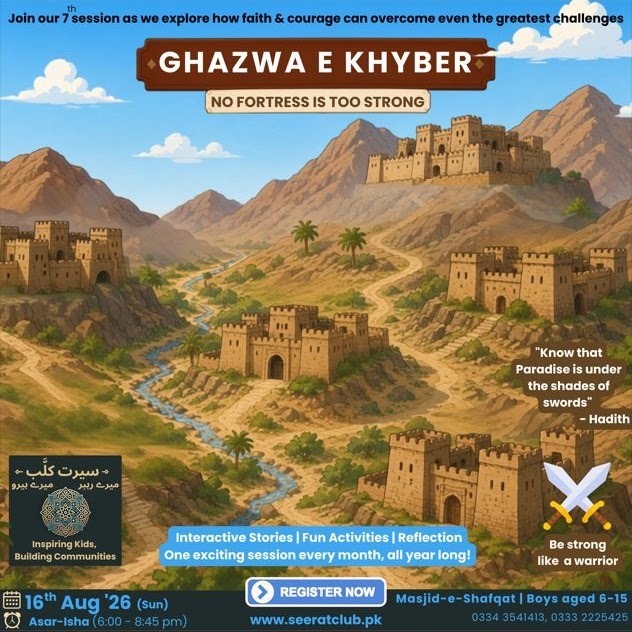 Join our 7th session as we explore how faith & courage can overcome even the greatest challenges
GHAZWA E KHYBER
NO FORTRESS IS TOO STRONG
"Know that
Paradise is under
the shades of
swords"
- Hadith
سیرت کلَّب
میرے رہبر میرے ہیرو
Inspiring Kids,
Building Communities
Be strong
like a warrior
Interactive Stories | Fun Activities | Reflection
One exciting session every month, all year long!
16th Aug '26 (Sun)
Asar-Isha (6:00 - 8:45 pm)
REGISTER NOW
www.seeratclub.pk
Masjid-e-Shafqat | Boys aged 6-15
0334 3541413, 0333 2225425